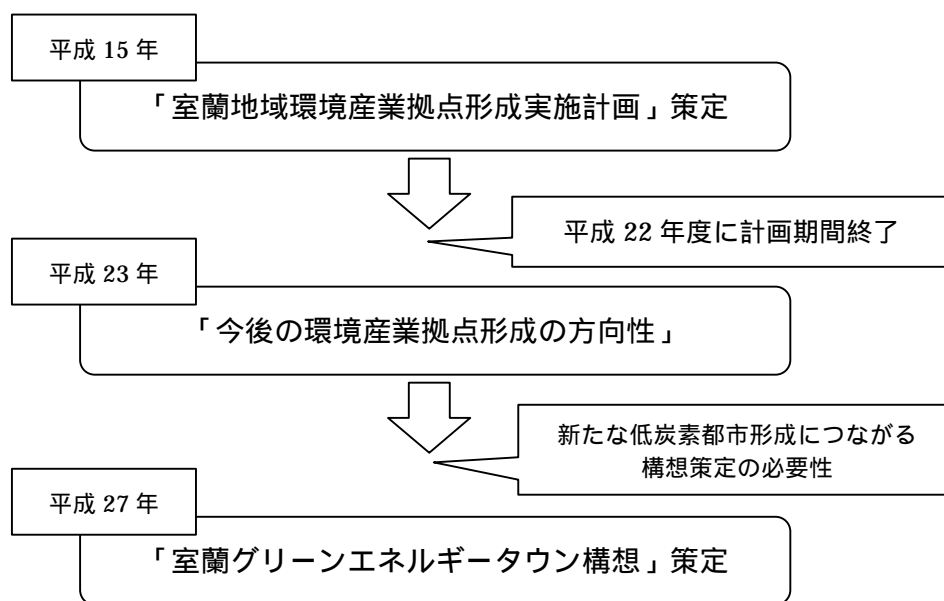 平成 15 年
「室蘭地域環境産業拠点形成実施計画」策定
平成 22 年度に計画期間終了
平成 23 年
「今後の環境産業拠点形成の方向性」
新たな低炭素都市形成につながる
構想策定の必要性
平成 27 年
「室蘭グリーンエネルギータウン構想」策定